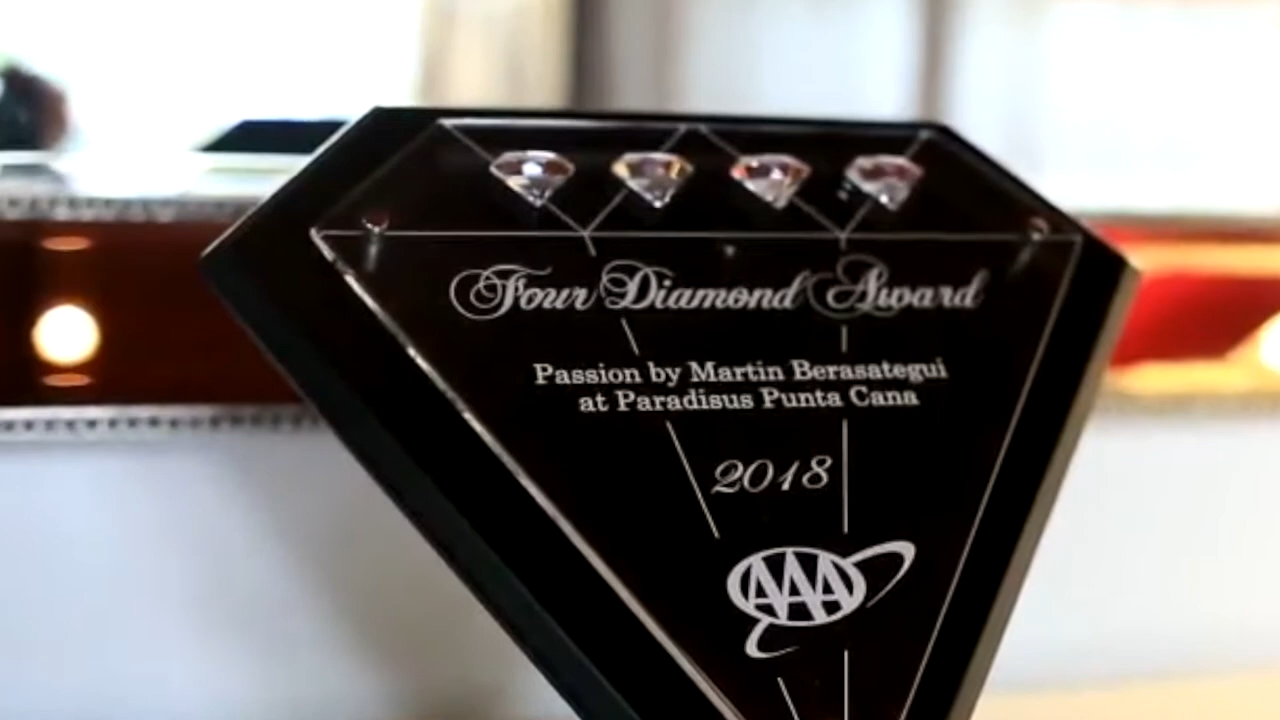 Four Diamond Award
Passion by Martin Berasategui
at Paradisus Punta Cana
2018
AAA